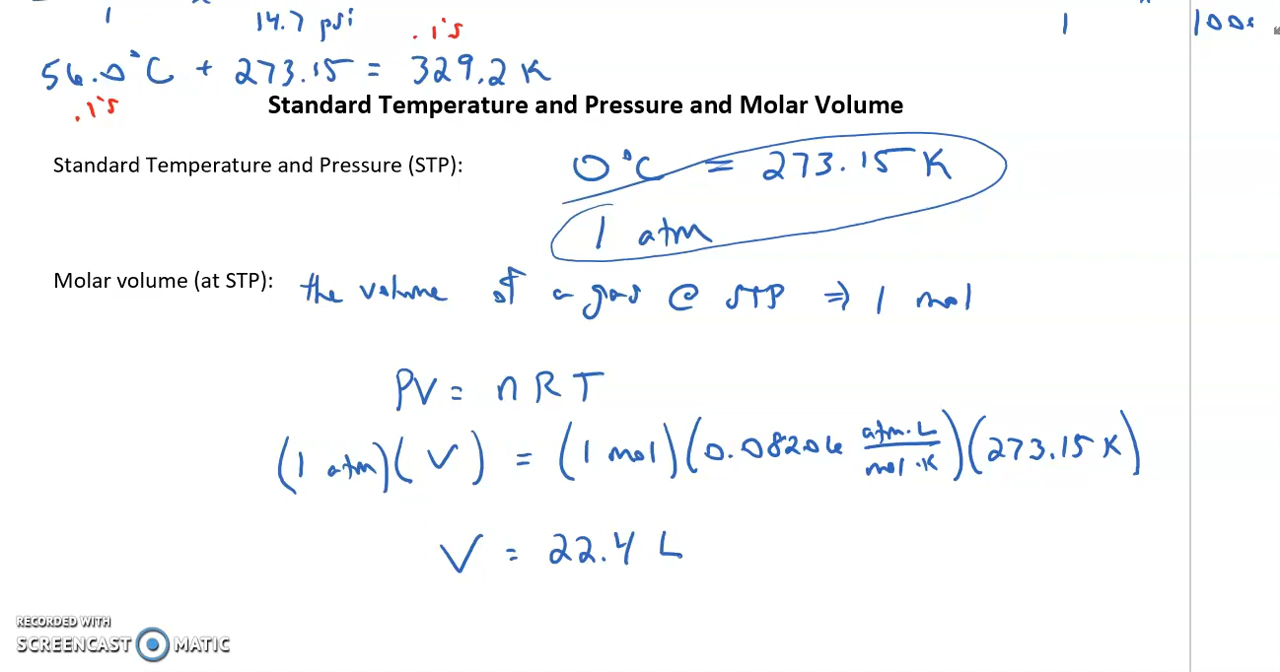 1
14.7 psi
.1's
1
100
56.0°C + 273.15 = 329.2 K
.1's
Standard Temperature and Pressure and Molar Volume
Standard Temperature and Pressure (STP): 0°C = 273.15 K
1 atm
Molar volume (at STP): the volume of a gas @ STP ⇒ 1 mol
PV = nRT
(1 atm)(V) = (1 mol)(0.08206 atm·L/mol·K)(273.15 K)
V = 22.4 L
RECORDED WITH
SCREENCAST MATIC